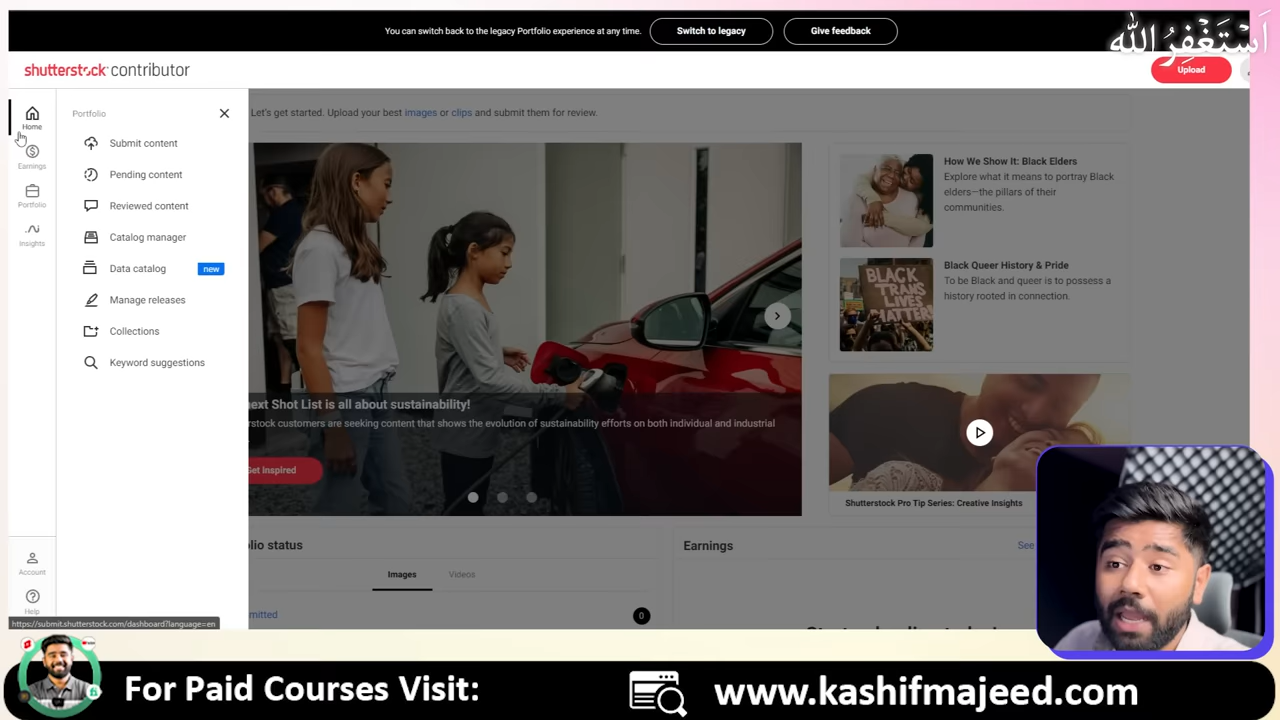 You can switch back to the legacy Portfolio experience at any time.
Switch to legacy
Give feedback
أَسْتَغْفِرُ اللّٰه
shutterstock contributor
Upload
Home
Earnings
Portfolio
Insights
Account
Help
Portfolio
Submit content
Pending content
Reviewed content
Catalog manager
Data catalog
new
Manage releases
Collections
Keyword suggestions
Let's get started. Upload your best images or clips and submit them for review.
next Shot List is all about sustainability!
rstock customers are seeking content that shows the evolution of sustainability efforts on both individual and industrial
Get Inspired
How We Show It: Black Elders
Explore what it means to portray Black
elders—the pillars of their
communities.
Black Queer History & Pride
To be Black and queer is to possess a
history rooted in connection.
BLACK
TRANS
LIVES
MATTER
Shutterstock Pro Tip Series: Creative Insights
olio status
Images
Videos
mitted
0
Earnings
See
https://submit.shutterstock.com/dashboard?language=en
For Paid Courses Visit:
www.kashifmajeed.com